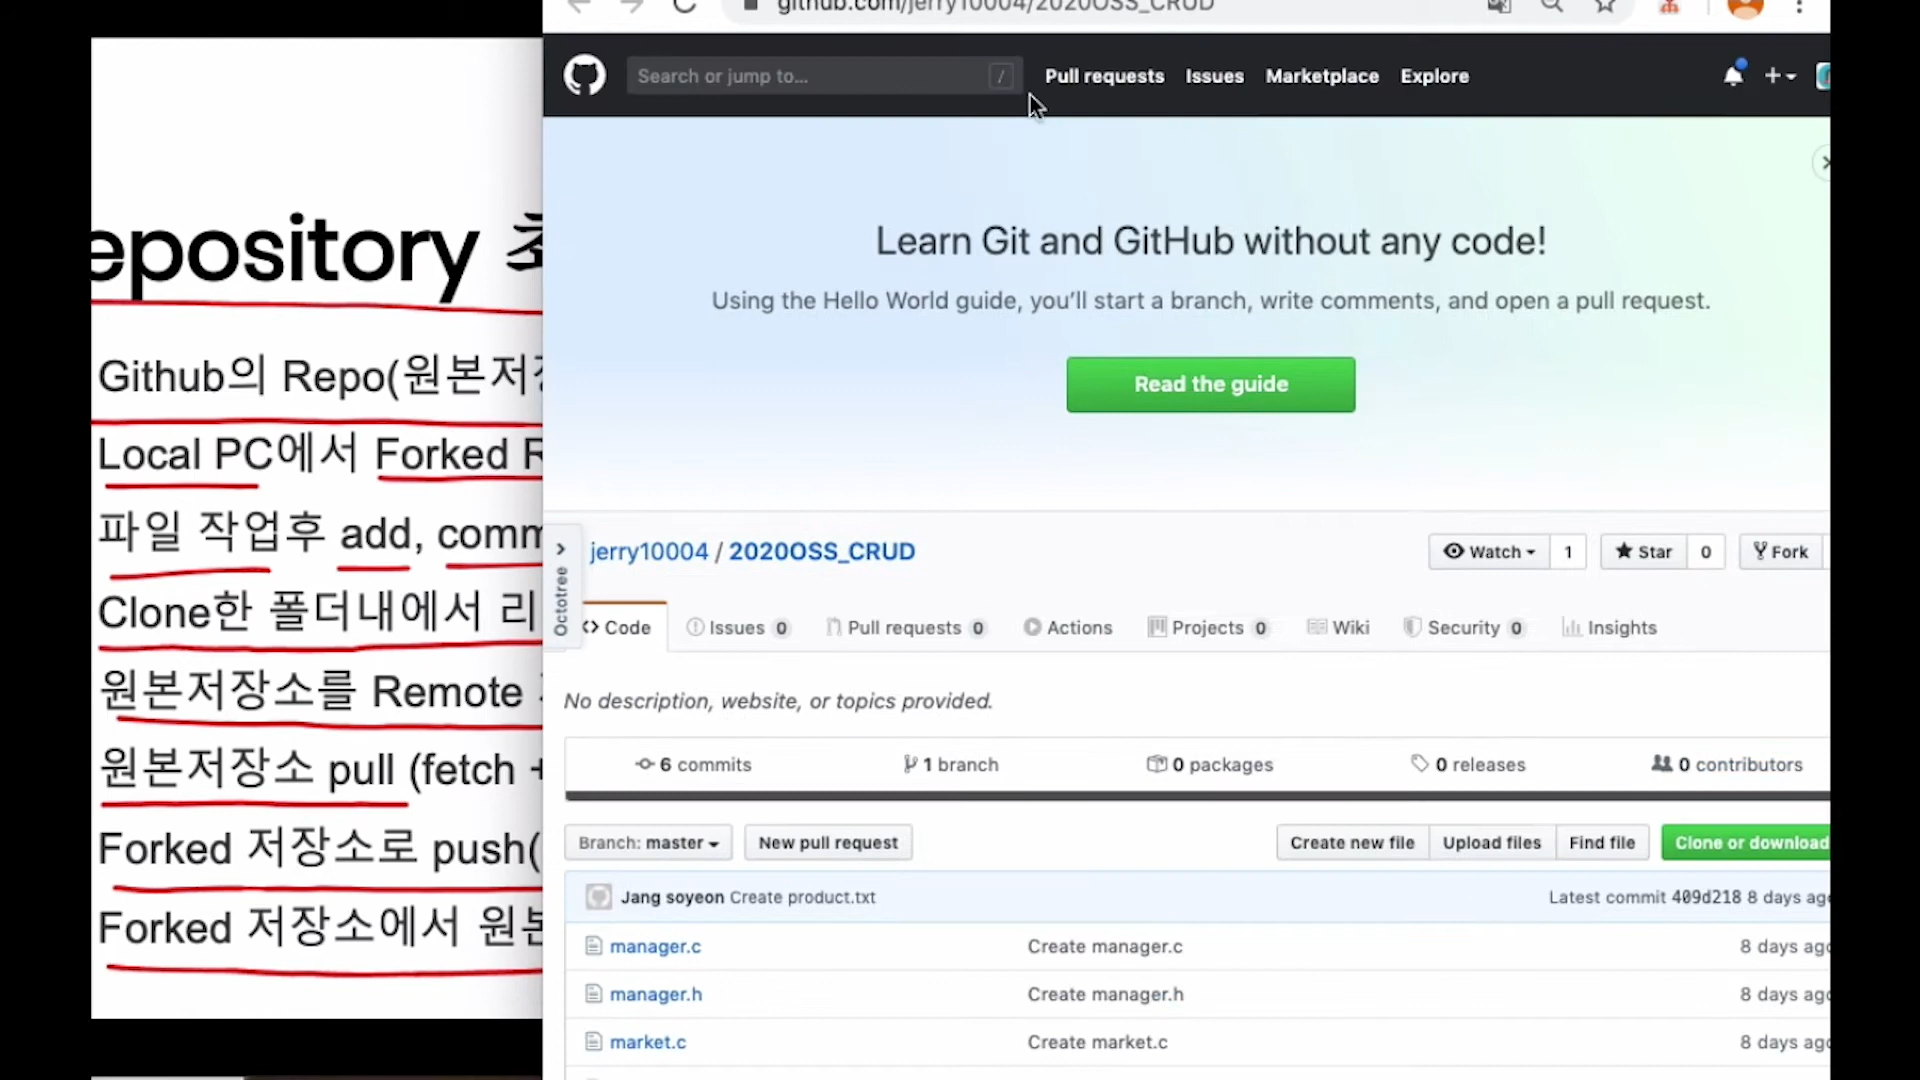 github.com/jerry10004/2020OSS_CRUD
Search or jump to... /
Pull requests Issues Marketplace Explore
Learn Git and GitHub without any code!
Using the Hello World guide, you'll start a branch, write comments, and open a pull request.
Read the guide
epository
Github의 Repo(원본저
Local PC에서 Forked R
파일 작업후 add, comm
Clone한 폴더내에서 리
원본저장소를 Remote
원본저장소 pull (fetch +
Forked 저장소로 push(
Forked 저장소에서 원본
Octotree
jerry10004 / 2020OSS_CRUD
Watch 1 Star 0 Fork
Code Issues 0 Pull requests 0 Actions Projects 0 Wiki Security 0 Insights
No description, website, or topics provided.
6 commits 1 branch 0 packages 0 releases 0 contributors
Branch: master New pull request Create new file Upload files Find file Clone or download
Jang soyeon Create product.txt Latest commit 409d218 8 days ago
manager.c Create manager.c 8 days ago
manager.h Create manager.h 8 days ago
market.c Create market.c 8 days ago